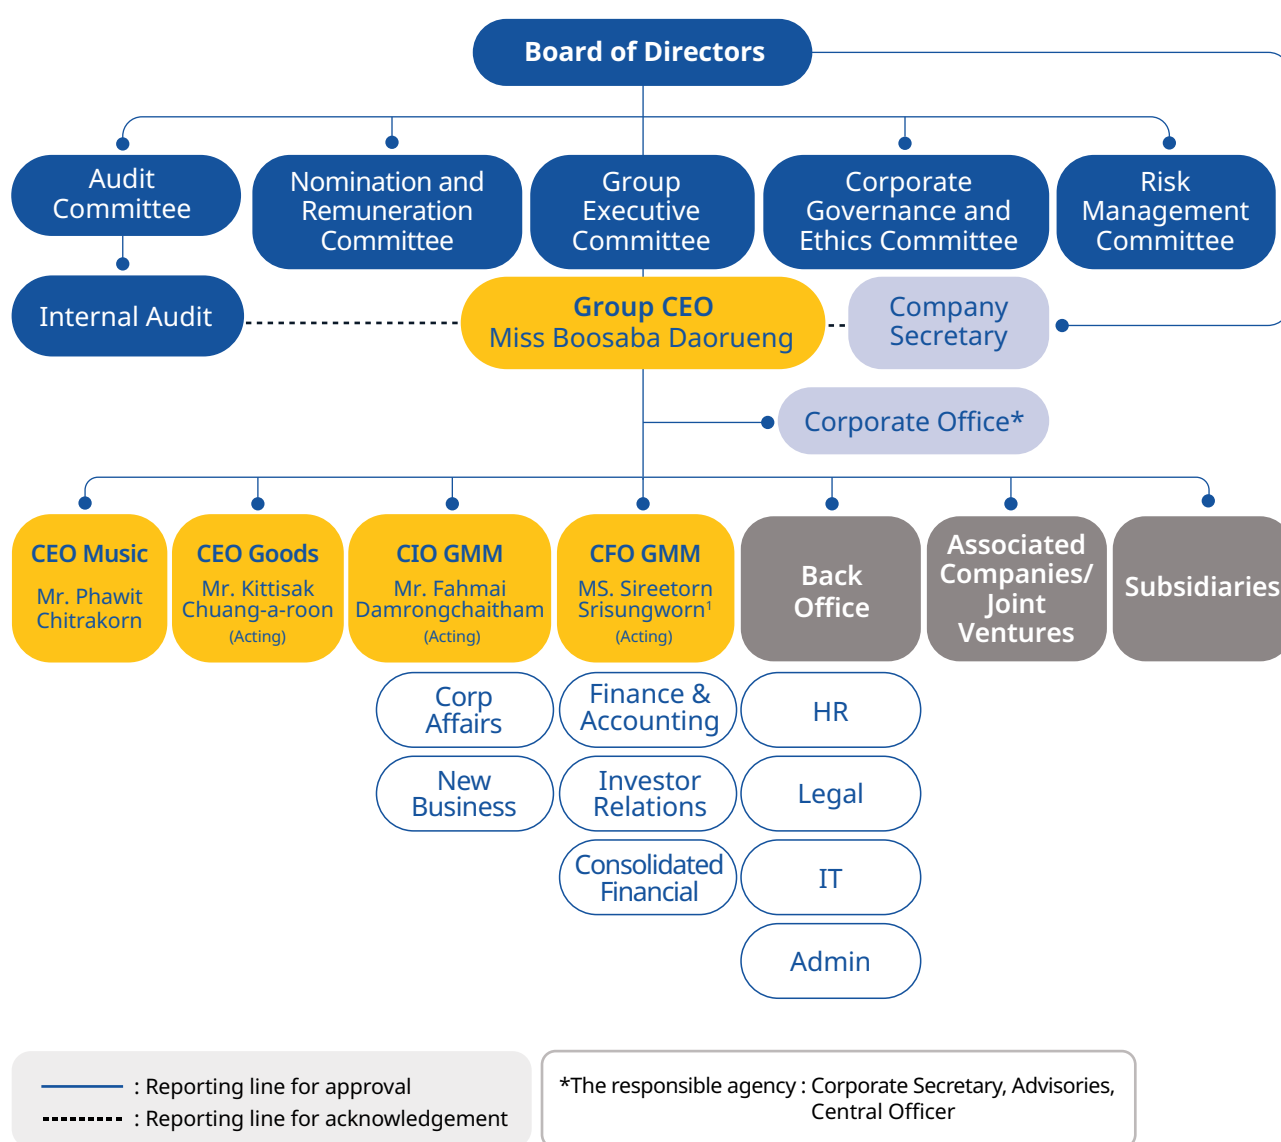 Board of Directors
Audit
Committee
Nomination and
Remuneration
Committee
Group
Executive
Committee
Corporate
Governance and
Ethics Committee
Risk
Management
Committee
Internal Audit
Group CEO
Miss Boosaba Daorueng
Company
Secretary
Corporate Office*
CEO Music
Mr. Phawit
Chitrakorn
CEO Goods
Mr. Kittisak
Chuang-a-roon
(Acting)
CIO GMM
Mr. Fahmai
Damrongchaitham
(Acting)
CFO GMM
MS. Sireetorn
Srisungworn¹
(Acting)
Back
Office
Associated
Companies/
Joint
Ventures
Subsidiaries
Corp
Affairs
New
Business
Finance &
Accounting
Investor
Relations
Consolidated
Financial
HR
Legal
IT
Admin
: Reporting line for approval
: Reporting line for acknowledgement
*The responsible agency : Corporate Secretary, Advisories,
Central Officer